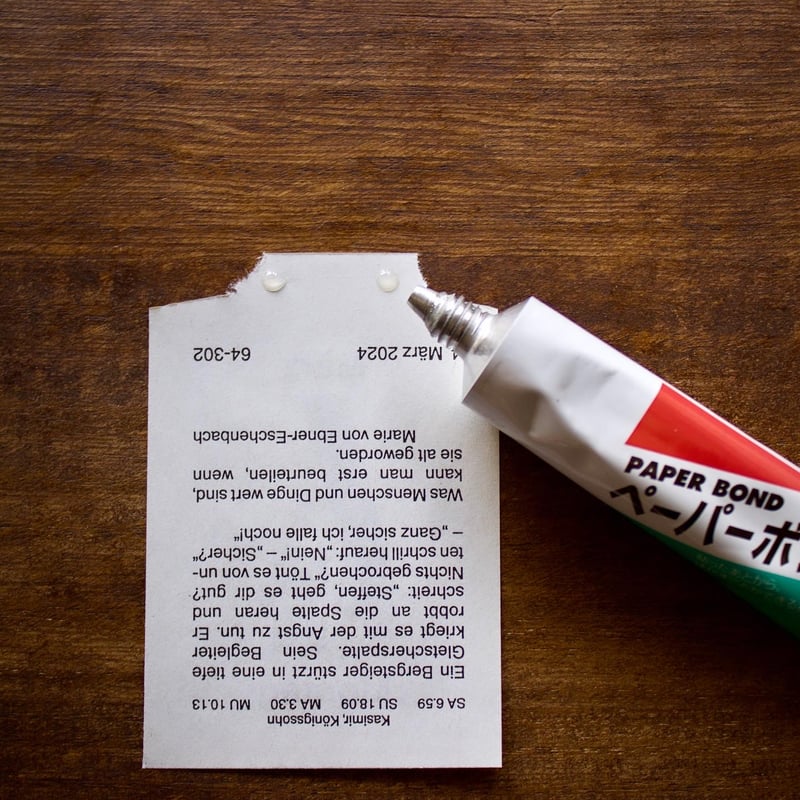 Kasimir, Königssohn
SA 6.59 SU 18.09 MA 3.30 MU 10.13
Ein Bergsteiger stürzt in eine tiefe
Gletscherspalte. Sein Begleiter
kriegt es mit der Angst zu tun. Er
robbt an die Spalte heran und
schreit: „Steffen, geht es dir gut?
Nichts gebrochen?“ Tönt es von un-
ten schrill herauf: „Nein!“ – „Sicher?“
– „Ganz sicher, ich falle noch!“
Was Menschen und Dinge wert sind,
kann man erst beurteilen, wenn
sie alt geworden.
Marie von Ebner-Eschenbach
4. März 2024 64-302
PAPER BOND
ペーパーボ